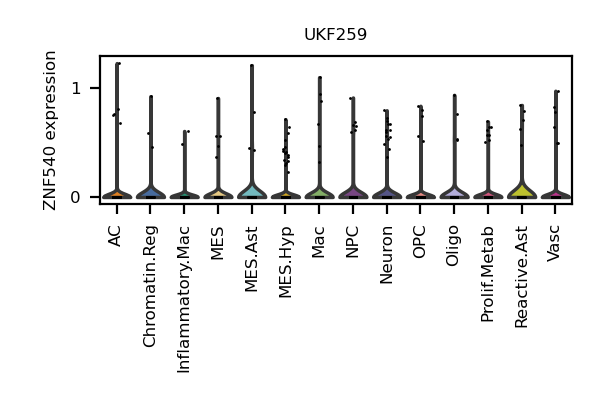 UKF259
ZNF540 expression
1
0
AC
Chromatin.Reg
Inflammatory.Mac
MES
MES.Ast
MES.Hyp
Mac
NPC
Neuron
OPC
Oligo
Prolif.Metab
Reactive.Ast
Vasc